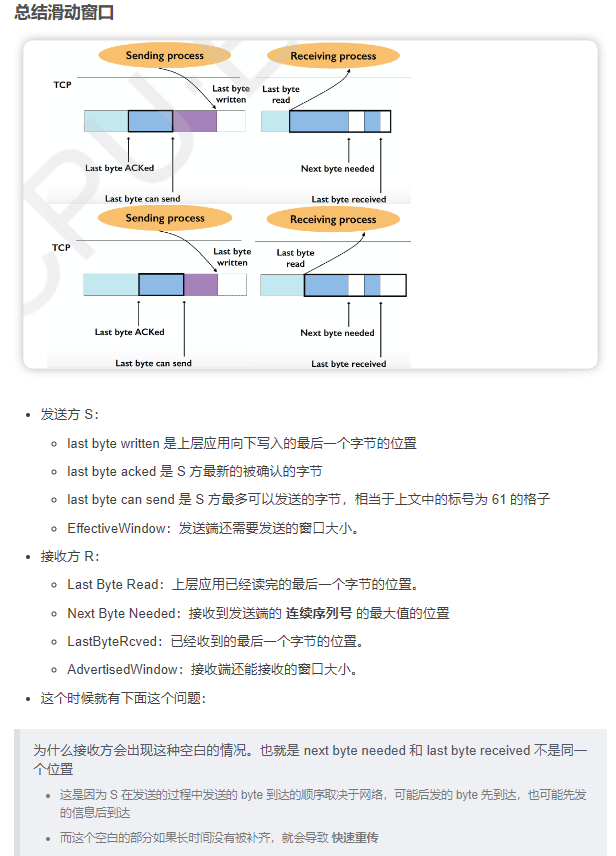 总结滑动窗口
Sending process
Receiving process
TCP
Last byte
written
Last byte
read
Last byte ACKed
Next byte needed
Last byte can send
Last byte received
Sending process
Receiving process
TCP
Last byte
written
Last byte
read
Last byte ACKed
Next byte needed
Last byte can send
Last byte received
发送方 S：
last byte written 是上层应用向下写入的最后一个字节的位置
last byte acked 是 S 方最新的被确认的字节
last byte can send 是 S 方最多可以发送的字节，相当于上文中的标号为 61 的格子
EffectiveWindow：发送端还需要发送的窗口大小。
接收方 R：
Last Byte Read：上层应用已经读完的最后一个字节的位置。
Next Byte Needed：接收到发送端的 连续序列号 的最大值的位置
LastByteRcved：已经收到的最后一个字节的位置。
AdvertisedWindow：接收端还能接收的窗口大小。
这个时候就有下面这个问题：
为什么接收方会出现这种空白的情况。也就是 next byte needed 和 last byte received 不是同一
个位置
这是因为 S 在发送的过程中发送的 byte 到达的顺序取决于网络，可能后发的 byte 先到达，也可能先发
的信息后到达
而这个空白的部分如果长时间没有被补齐，就会导致 快速重传